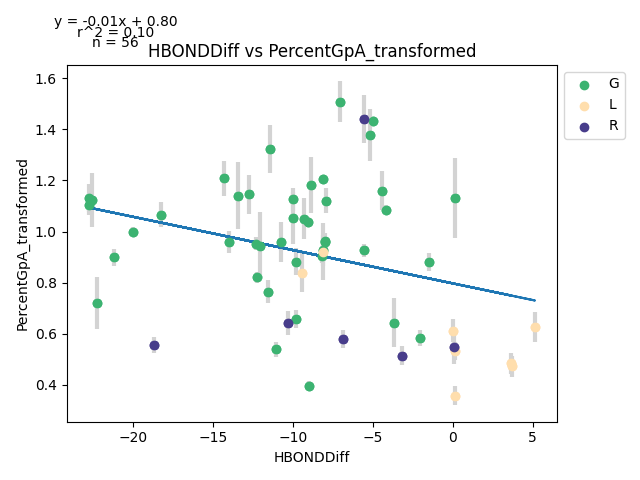 y = -0.01x + 0.80
r^2 = 0.10
n = 56
HBONDDiff vs PercentGpA_transformed
PercentGpA_transformed
1.6
1.4
1.2
1.0
0.8
0.6
0.4
−20
−15
−10
−5
0
5
HBONDDiff
G
L
R